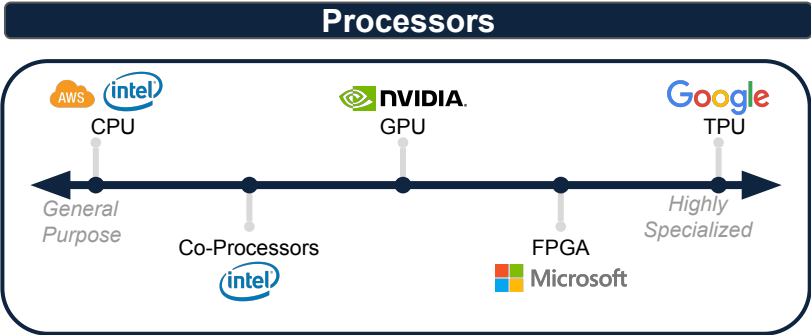 Processors
AWS intel NVIDIA. Google
CPU GPU TPU
General
Purpose
Highly
Specialized
Co-Processors FPGA
intel Microsoft